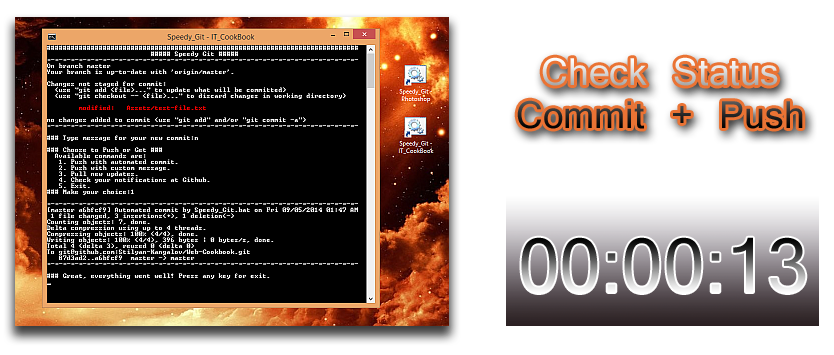 Speedy_Git - IT_CookBook
##### Speedy Git #####
On branch master
Your branch is up-to-date with 'origin/master'.
Changes not staged for commit:
(use "git add <file>..." to update what will be committed)
(use "git checkout -- <file>..." to discard changes in working directory)
modified:   Assets/test-file.txt
no changes added to commit (use "git add" and/or "git commit -a")
### Type message for your new commit:n
### Choose to Push or Get ###
Available commands are:
1. Push with automated commit.
2. Push with custom message.
3. Pull new updates.
4. Check your notifications at Github.
5. Exit.
### Make your choice:1
[master a6bfcf9] Automated commit by Speedy_Git.bat on Fri 09/05/2014 01:47 AM
1 file changed, 3 insertions(+), 1 deletion(-)
Counting objects: 7, done.
Delta compression using up to 4 threads.
Compressing objects: 100% (4/4), done.
Writing objects: 100% (4/4), 396 bytes | 0 bytes/s, done.
Total 4 (delta 3), reused 0 (delta 0)
To git@github.com:Stilyan-Kangalov/Web-Cookbook.git
87d3ad2..a6bfcf9  master -> master
### Great, everything went well! Press any key for exit.
Speedy_Git -
Photoshop
Speedy_Git -
IT_CookBook
Check Status
Commit + Push
00:00:13